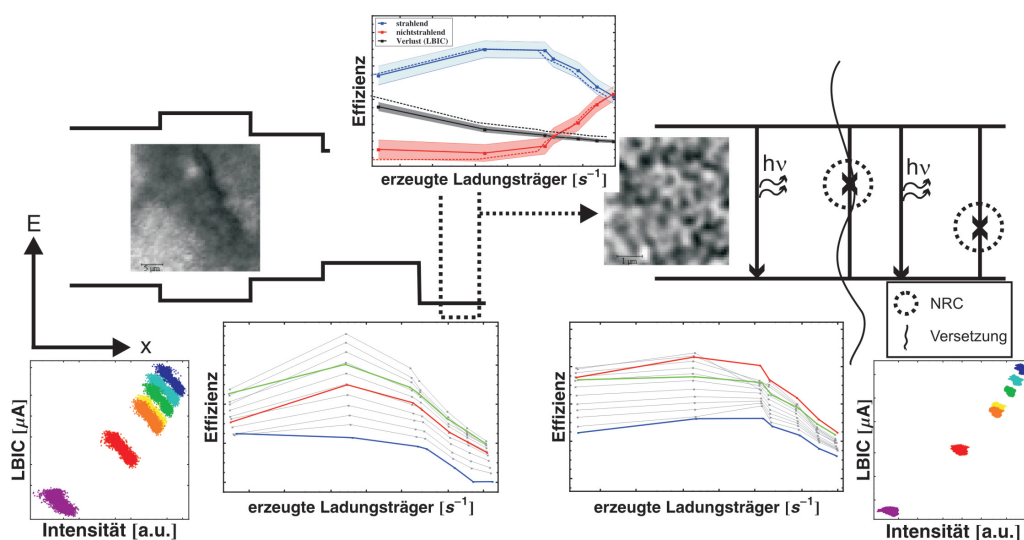 strahlend
nichtstrahlend
Verlust (LBIC)
Effizienz
erzeugte Ladungsträger [s⁻¹]
E
x
5 µm
1 µm
hν
hν
NRC
Versetzung
LBIC [µA]
Intensität [a.u.]
Effizienz
erzeugte Ladungsträger [s⁻¹]
Effizienz
erzeugte Ladungsträger [s⁻¹]
LBIC [µA]
Intensität [a.u.]